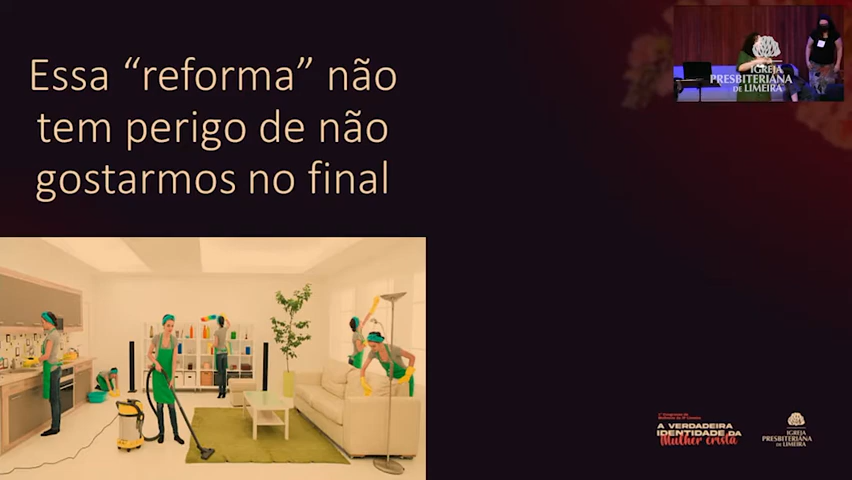 Essa “reforma” não
tem perigo de não
gostarmos no final
IGREJA
PRESBITERIANA
DE LIMEIRA
A VERDADEIRA
IDENTIDADE DA
Mulher cristã
IGREJA
PRESBITERIANA
DE LIMEIRA